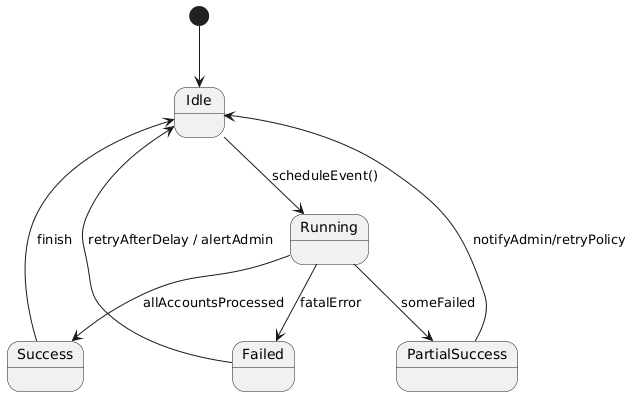 Idle
scheduleEvent()
Running
finish
retryAfterDelay / alertAdmin
notifyAdmin/retryPolicy
allAccountsProcessed
fatalError
someFailed
Success
Failed
PartialSuccess